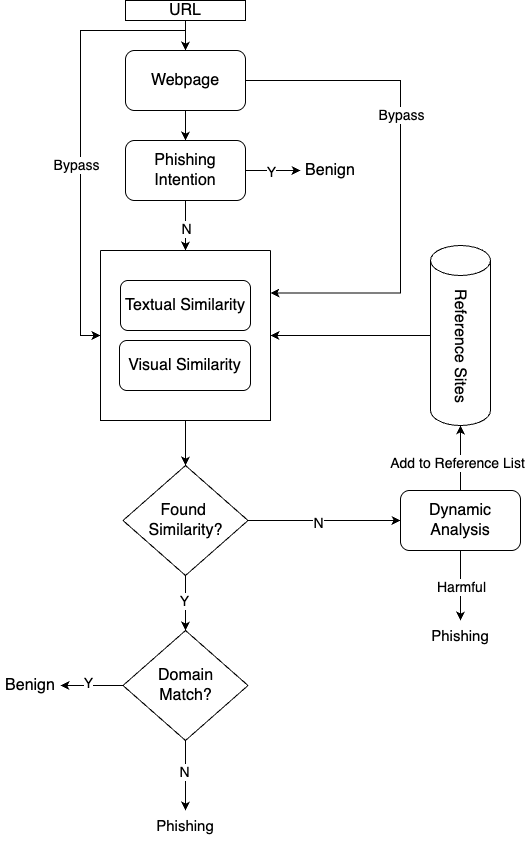 URL
Webpage
Bypass
Bypass
Phishing
Intention
Y
Benign
N
Textual Similarity
Visual Similarity
Reference Sites
Add to Reference List
Found
Similarity?
N
Dynamic
Analysis
Harmful
Y
Phishing
Domain
Match?
Y
Benign
N
Phishing